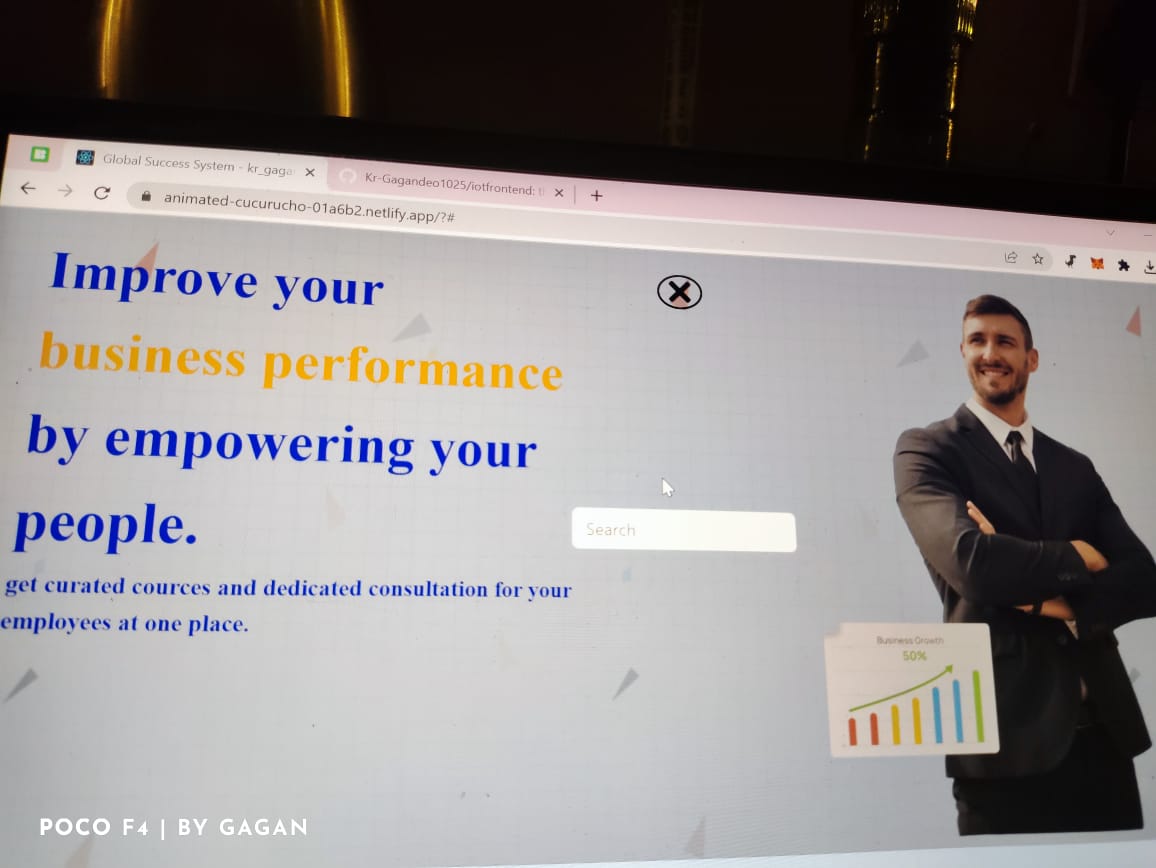 Global Success System - kr_gaga
Kr-Gagandeo1025/iotfrontend: t
animated-cucurucho-01a6b2.netlify.app/?#
Improve your
business performance
by empowering your
people.
Search
get curated cources and dedicated consultation for your
employees at one place.
Business Growth
50%
POCO F4 | BY GAGAN